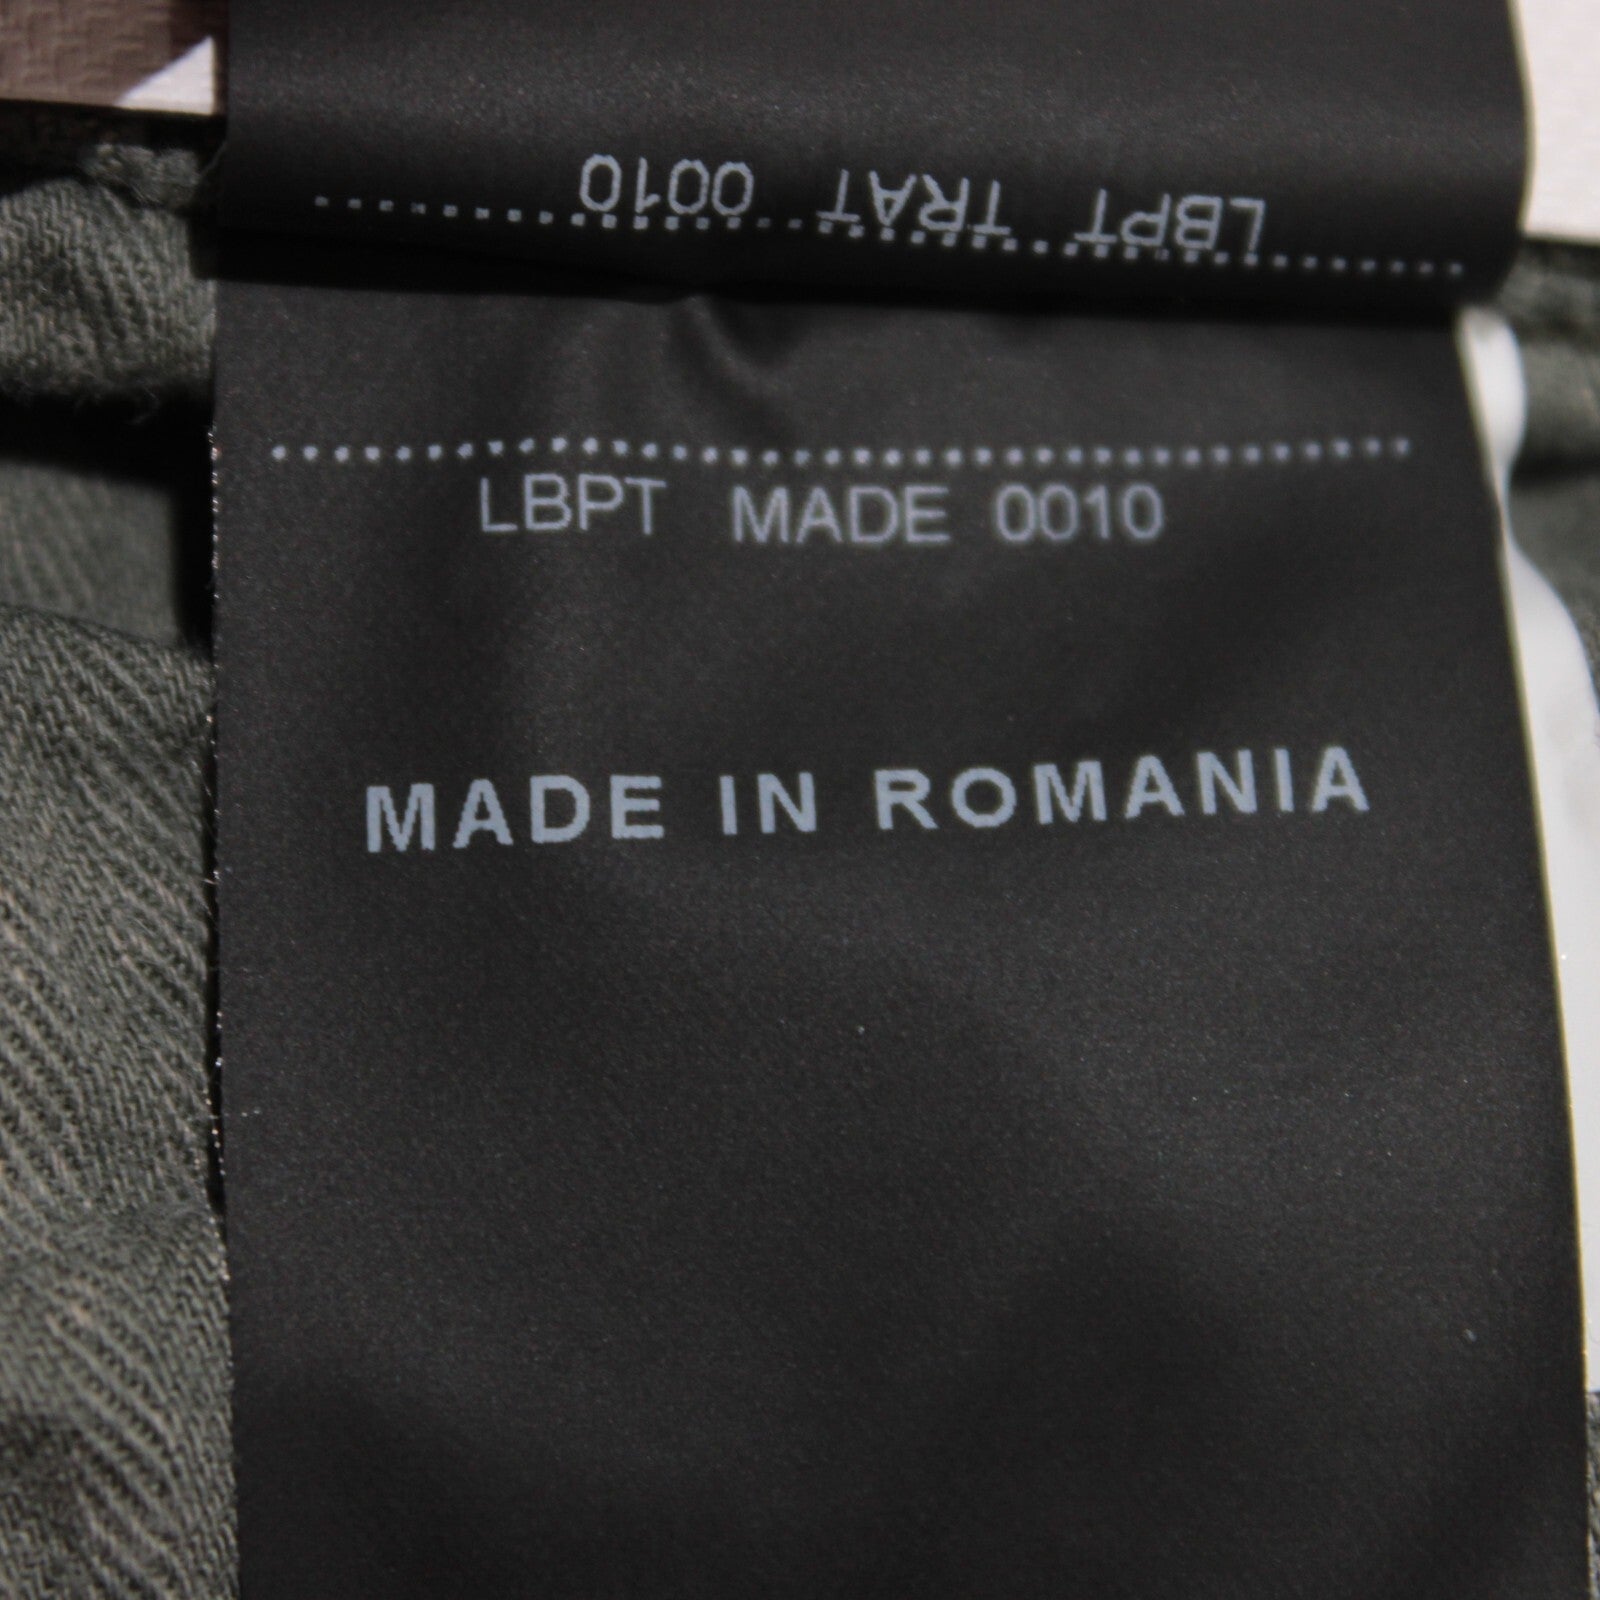 LBPT TRAT 0010
LBPT MADE 0010
MADE IN ROMANIA